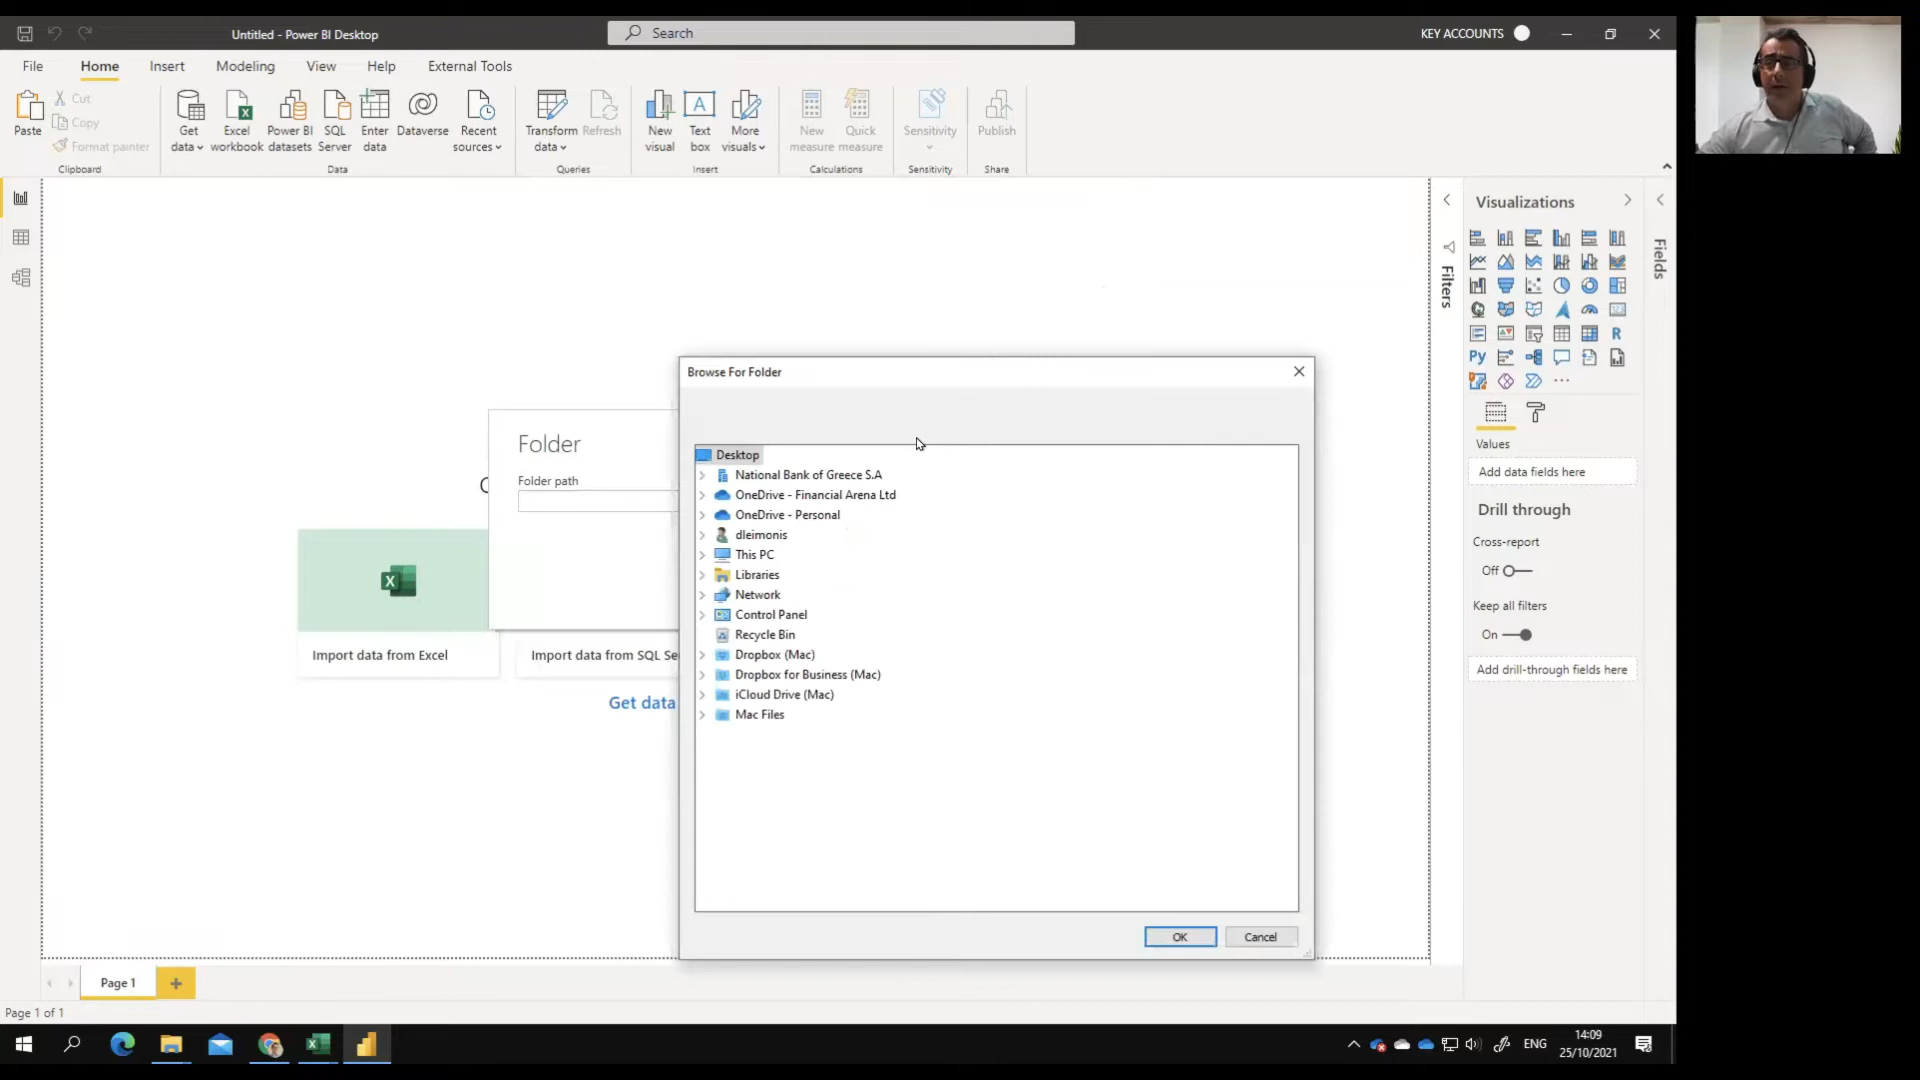 Untitled - Power BI Desktop
Search
KEY ACCOUNTS
File
Home
Insert
Modeling
View
Help
External Tools
Paste
Cut
Copy
Format painter
Clipboard
Get data
Excel workbook
Power BI datasets
SQL Server
Enter data
Dataverse
Recent sources
Data
Transform data
Refresh
Queries
New visual
Text box
More visuals
Insert
New measure
Quick measure
Calculations
Sensitivity
Sensitivity
Publish
Share
Folder
Folder path
Import data from Excel
Import data from SQL Se
Get data
Browse For Folder
Desktop
National Bank of Greece S.A
OneDrive - Financial Arena Ltd
OneDrive - Personal
dleimonis
This PC
Libraries
Network
Control Panel
Recycle Bin
Dropbox (Mac)
Dropbox for Business (Mac)
iCloud Drive (Mac)
Mac Files
OK
Cancel
Filters
Visualizations
R
Py
Values
Add data fields here
Drill through
Cross-report
Off
Keep all filters
On
Add drill-through fields here
Fields
Page 1
Page 1 of 1
ENG
14:09
25/10/2021